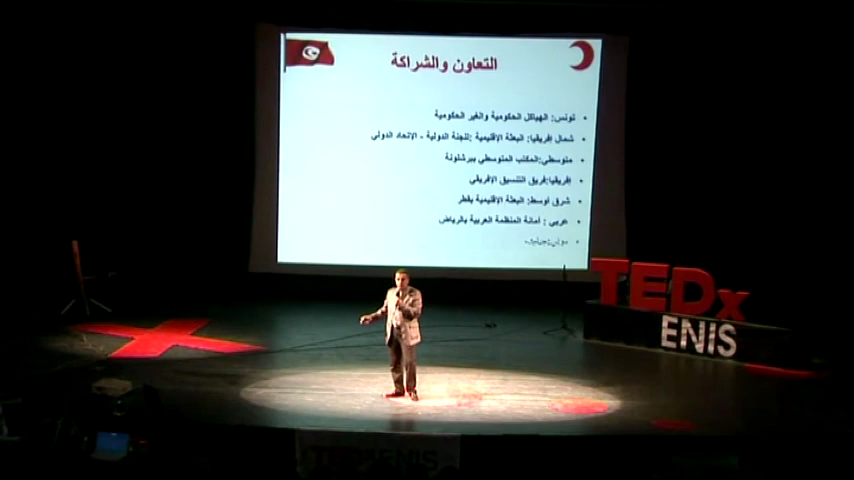 التعاون والشراكة
• تونس: الهياكل الحكومية والغير الحكومية
• شمال إفريقيا: البعثة الإقليمية :للجنة الدولية - الإتحاد الدولي
• متوسطي:المكتب المتوسطي ببرشلونة
• إفريقيا:فريق التنسيق الإفريقي
• شرق أوسط: البعثة الإقليمية بقطر
• عربي : أمانة المنظمة العربية بالرياض
TEDx
ENIS
TEDxENIS